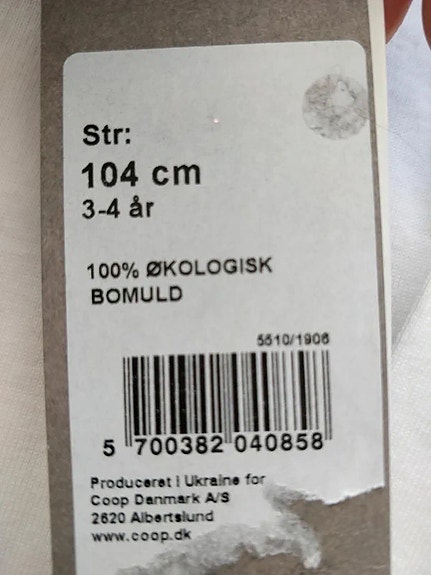 Str:
104 cm
3-4 år
100% ØKOLOGISK
BOMULD
5510/1906
5 700382 040858
Produceret i Ukraine for
Coop Danmark A/S
2620 Albertslund
www.coop.dk